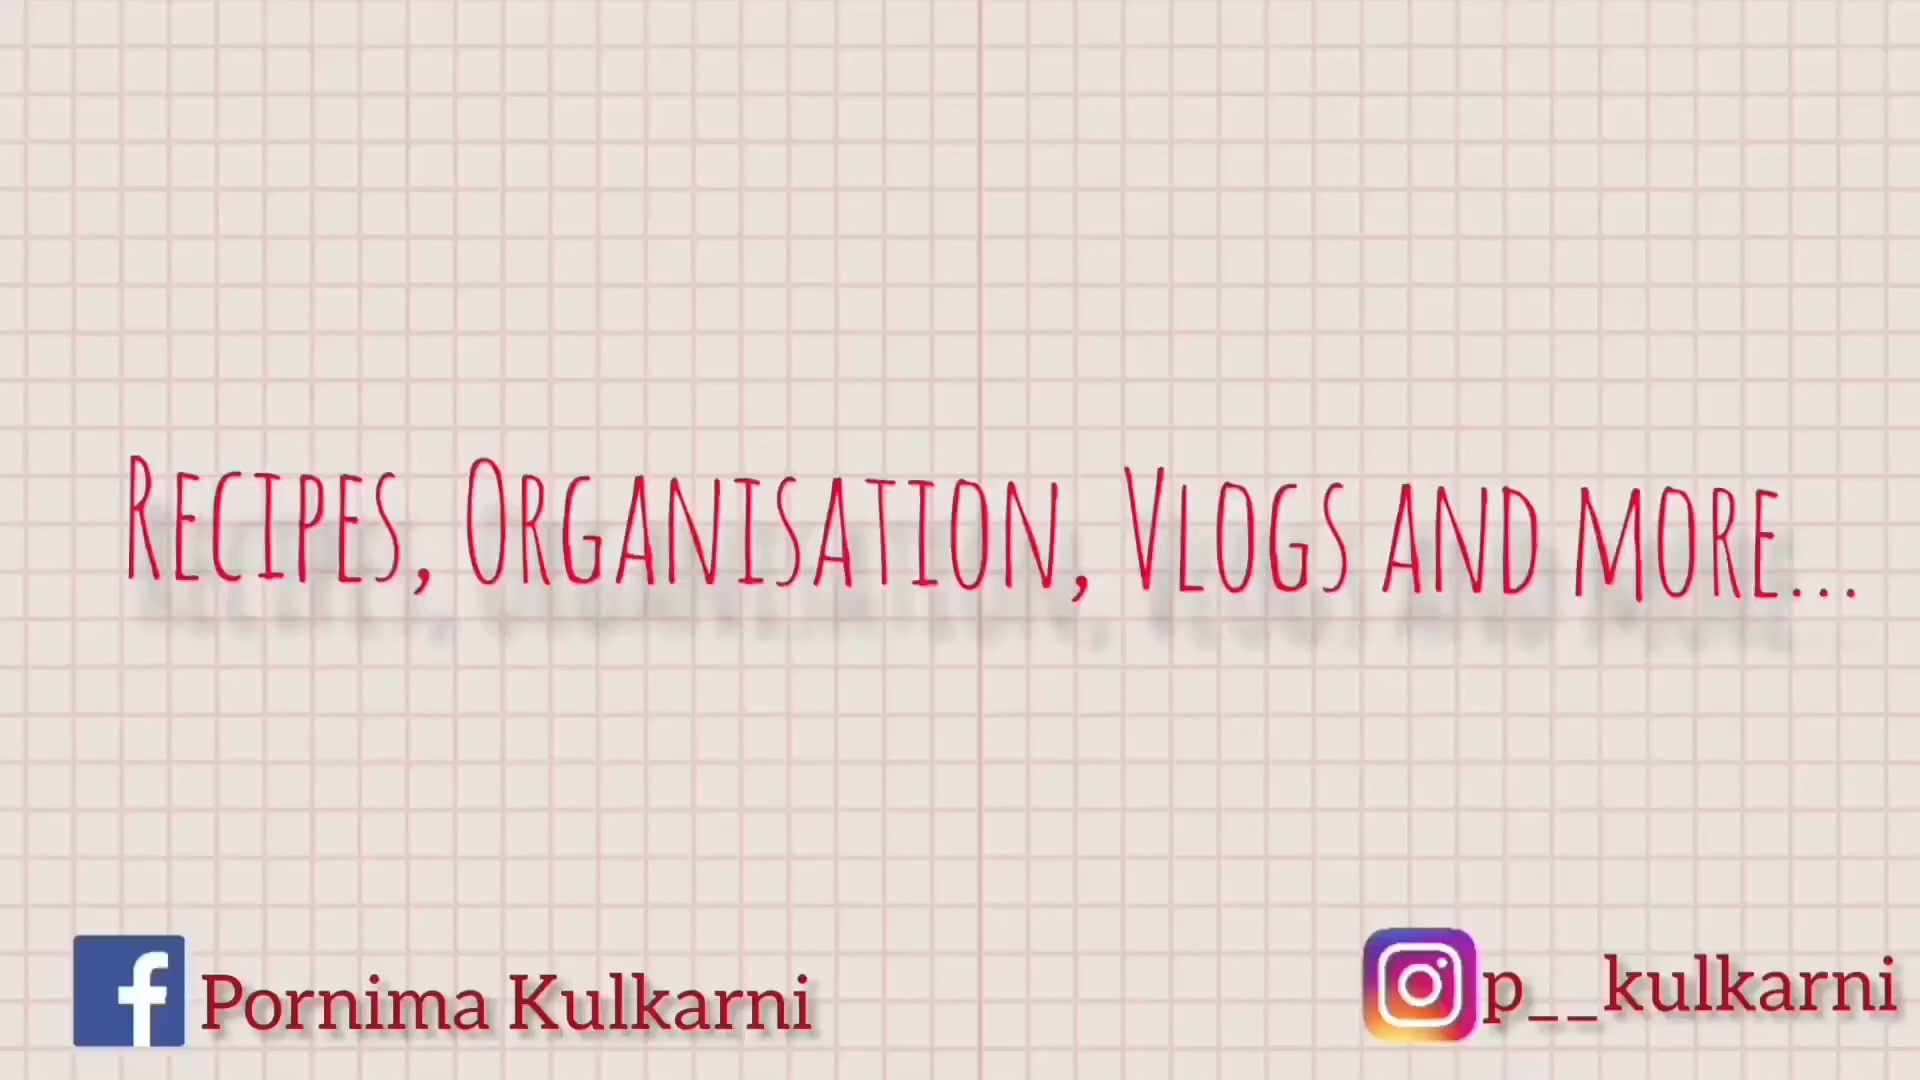 Recipes, Organisation, Vlogs and more...
Pornima Kulkarni
p__kulkarni